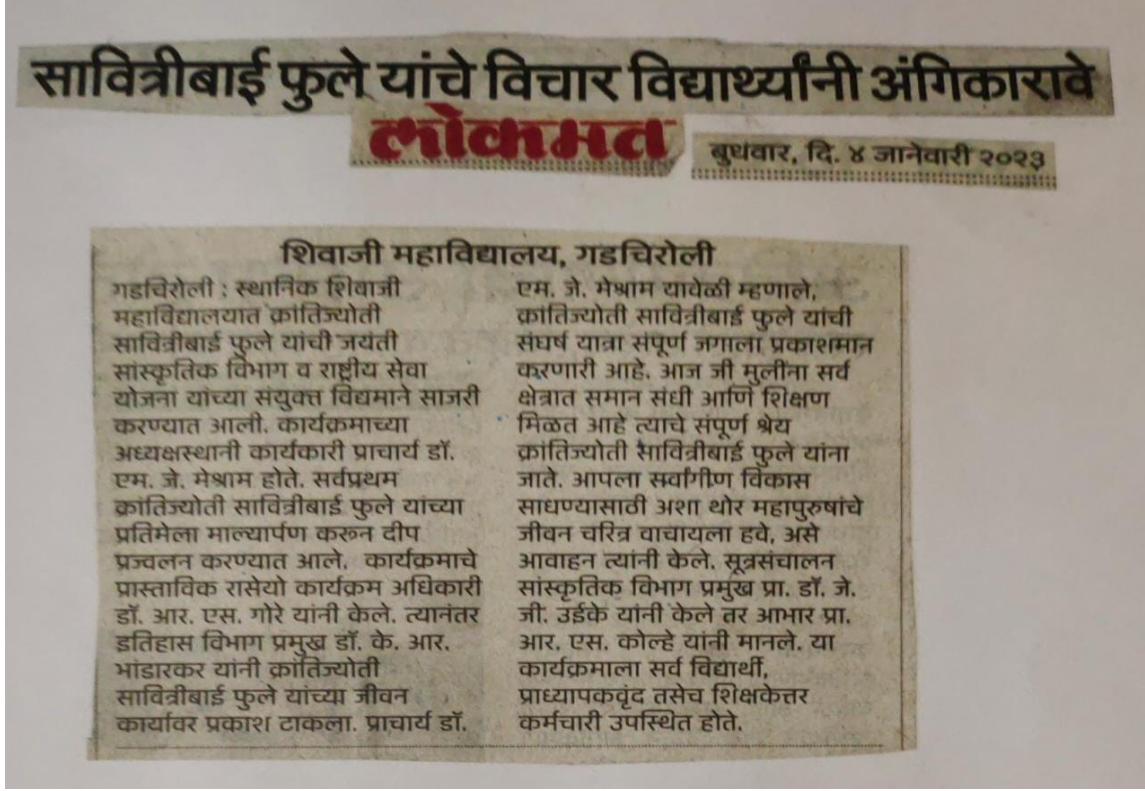 सावित्रीबाई फुले यांचे विचार विद्यार्थ्यांनी अंगिकारावे
लोकमत
बुधवार, दि. ४ जानेवारी २०२३
शिवाजी महाविद्यालय, गडचिरोली
गडचिरोली : स्थानिक शिवाजी
महाविद्यालयात क्रांतिज्योती
सावित्रीबाई फुले यांची जयंती
सांस्कृतिक विभाग व राष्ट्रीय सेवा
योजना यांच्या संयुक्त विद्यमाने साजरी
करण्यात आली. कार्यक्रमाच्या
अध्यक्षस्थानी कार्यकारी प्राचार्य डॉ.
एम. जे. मेश्राम होते. सर्वप्रथम
क्रांतिज्योती सावित्रीबाई फुले यांच्या
प्रतिमेला माल्यार्पण करून दीप
प्रज्वलन करण्यात आले. कार्यक्रमाचे
प्रास्ताविक रासेयो कार्यक्रम अधिकारी
डॉ. आर. एस. गोरे यांनी केले. त्यानंतर
इतिहास विभाग प्रमुख डॉ. के. आर.
भांडारकर यांनी क्रांतिज्योती
सावित्रीबाई फुले यांच्या जीवन
कार्यावर प्रकाश टाकला. प्राचार्य डॉ.
एम. जे. मेश्राम यावेळी म्हणाले,
क्रांतिज्योती सावित्रीबाई फुले यांची
संघर्ष यात्रा संपूर्ण जगाला प्रकाशमान
करणारी आहे. आज जी मुलींना सर्व
क्षेत्रात समान संधी आणि शिक्षण
मिळत आहे त्याचे संपूर्ण श्रेय
क्रांतिज्योती सावित्रीबाई फुले यांना
जाते. आपला सर्वांगीण विकास
साधण्यासाठी अशा थोर महापुरुषांचे
जीवन चरित्र वाचायला हवे, असे
आवाहन त्यांनी केले. सूत्रसंचालन
सांस्कृतिक विभाग प्रमुख प्रा. डॉ. जे.
जी. उईके यांनी केले तर आभार प्रा.
आर. एस. कोल्हे यांनी मानले. या
कार्यक्रमाला सर्व विद्यार्थी,
प्राध्यापकवृंद तसेच शिक्षकेत्तर
कर्मचारी उपस्थित होते.